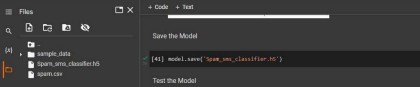 Files
+ Code + Text
Save the Model
..
{x}
sample_data
[41] model.save('Spam_sms_classifier.h5')
Spam_sms_classifier.h5
spam.csv
Test the Model